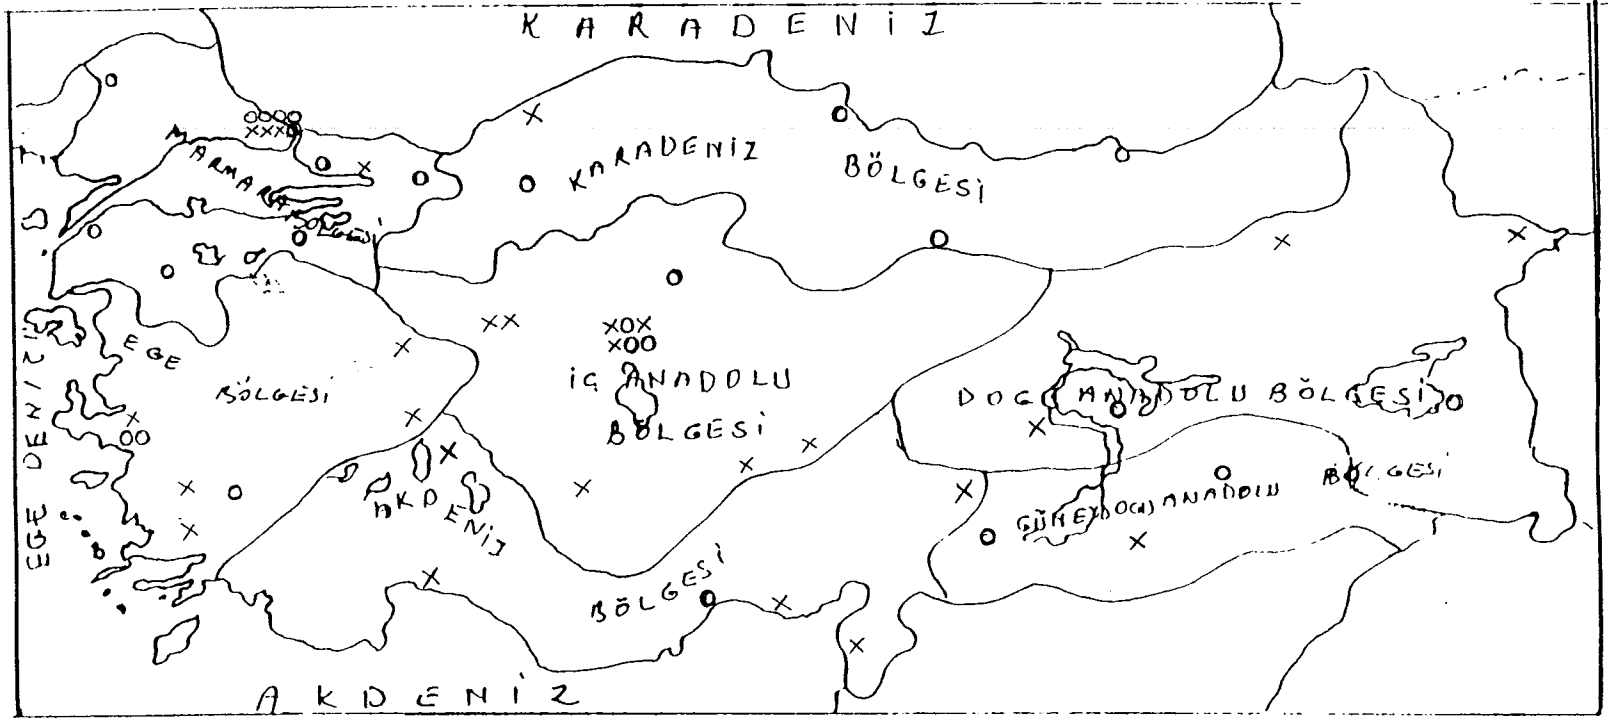 KARADENİZ
KARADENİZ BÖLGESİ
MARMARA BÖLGESİ
EGE
BÖLGESİ
EGE DENİZİ
İÇ ANADOLU
BÖLGESİ
DOĞU ANADOLU BÖLGESİ
GÜNEYDOĞU ANADOLU BÖLGESİ
AKDENİZ
BÖLGESİ
AKDENİZ